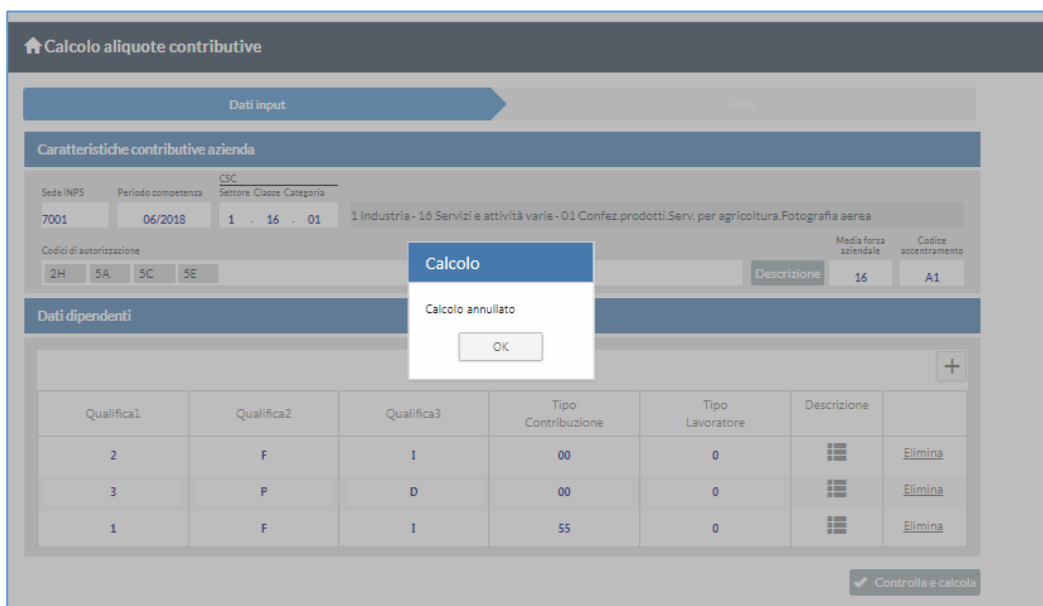 Calcolo aliquote contributive
Dati input
Esito
Caratteristiche contributive azienda
CSC
Sede INPS Periodo competenza Settore Classe Categoria
7001 06/2018 1 . 16 . 01 1 Industria - 16 Servizi e attività varie - 01 Confez.prodotti.Serv. per agricoltura.Fotografia aerea
Codici di autorizzazione
Media forza aziendale
Codice accentramento
2H 5A 5C 5E
Descrizione
16 A1
Calcolo
Calcolo annullato
OK
Dati dipendenti
+
Qualifica1 Qualifica2 Qualifica3 Tipo Contribuzione Tipo Lavoratore Descrizione
2 F I 00 0 Elimina
3 P D 00 0 Elimina
1 F I 55 0 Elimina
Controlla e calcola